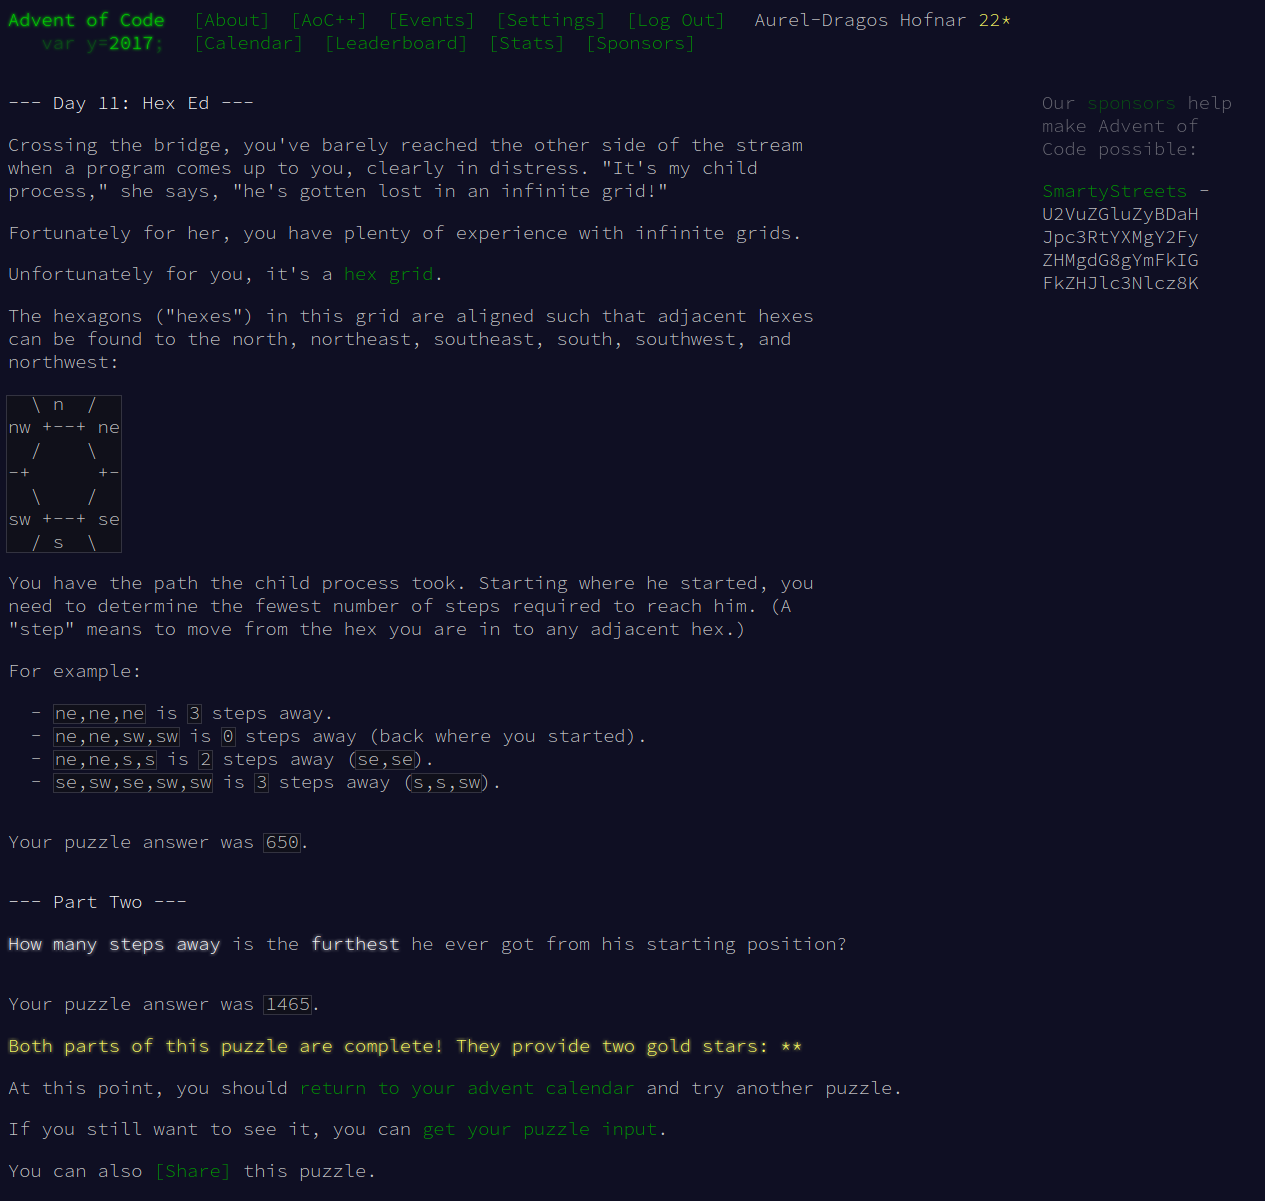 Advent of Code [About] [AoC++] [Events] [Settings] [Log Out] Aurel-Dragos Hofnar 22*
var y=2017; [Calendar] [Leaderboard] [Stats] [Sponsors]
--- Day 11: Hex Ed ---
Crossing the bridge, you've barely reached the other side of the stream
when a program comes up to you, clearly in distress. "It's my child
process," she says, "he's gotten lost in an infinite grid!"
Fortunately for her, you have plenty of experience with infinite grids.
Unfortunately for you, it's a hex grid.
The hexagons ("hexes") in this grid are aligned such that adjacent hexes
can be found to the north, northeast, southeast, south, southwest, and
northwest:
  \ n  /
nw +--+ ne
  /    \
-+      +-
  \    /
sw +--+ se
  / s  \
You have the path the child process took. Starting where he started, you
need to determine the fewest number of steps required to reach him. (A
"step" means to move from the hex you are in to any adjacent hex.)
For example:
- ne,ne,ne is 3 steps away.
- ne,ne,sw,sw is 0 steps away (back where you started).
- ne,ne,s,s is 2 steps away (se,se).
- se,sw,se,sw,sw is 3 steps away (s,s,sw).
Your puzzle answer was 650.
--- Part Two ---
How many steps away is the furthest he ever got from his starting position?
Your puzzle answer was 1465.
Both parts of this puzzle are complete! They provide two gold stars: **
At this point, you should return to your advent calendar and try another puzzle.
If you still want to see it, you can get your puzzle input.
You can also [Share] this puzzle.
Our sponsors help
make Advent of
Code possible:
SmartyStreets -
U2VuZGluZyBDaH
Jpc3RtYXMgY2Fy
ZHMgdG8gYmFkIG
FkZHJlc3Nlcz8K